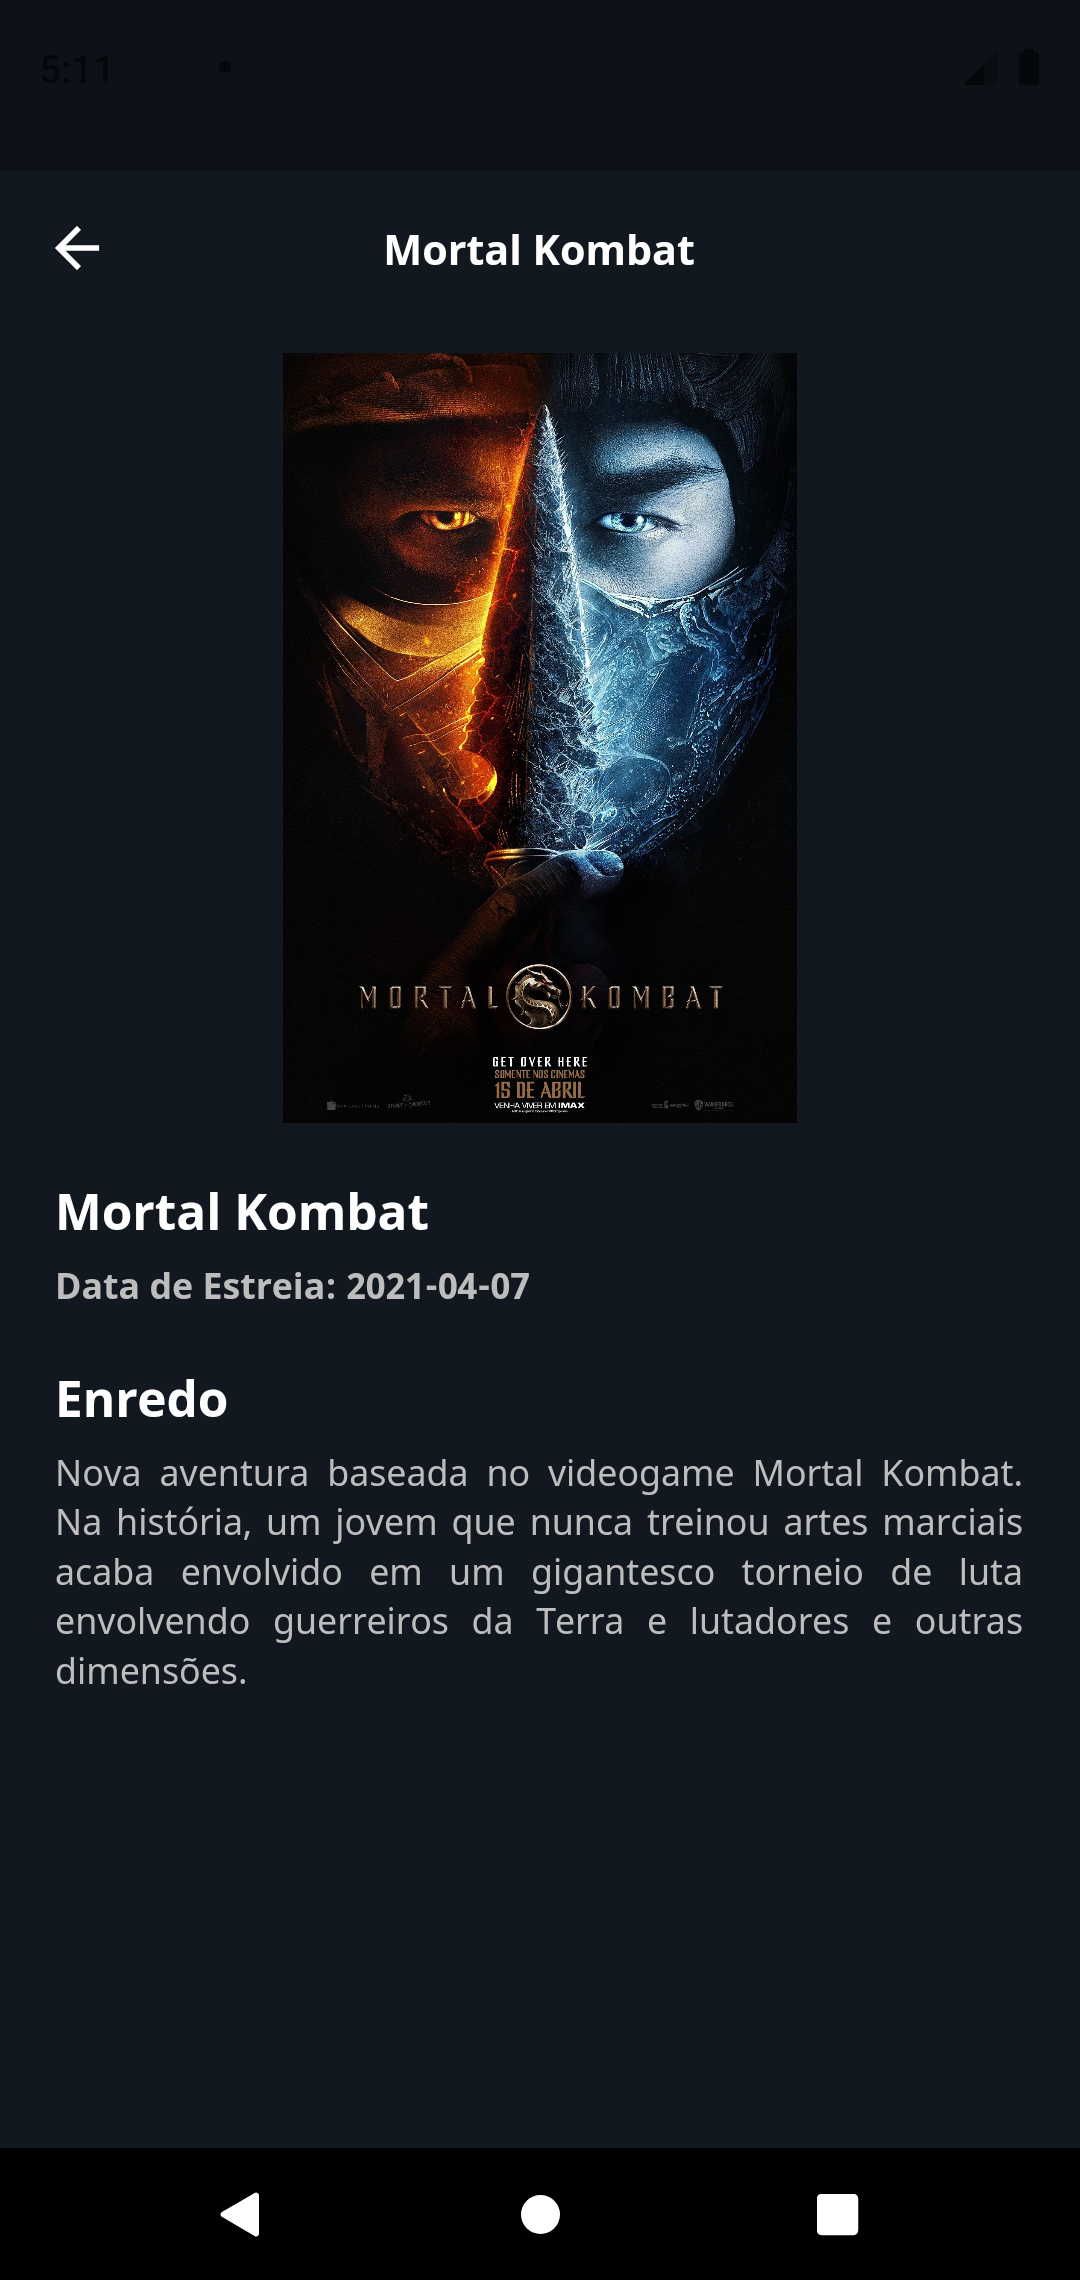 5:11
Mortal Kombat
MORTAL KOMBAT
GET OVER HERE
SOMENTE NOS CINEMAS
15 DE ABRIL
VENHA VIVER EM IMAX
Mortal Kombat
Data de Estreia: 2021-04-07
Enredo
Nova aventura baseada no videogame Mortal Kombat.
Na história, um jovem que nunca treinou artes marciais
acaba envolvido em um gigantesco torneio de luta
envolvendo guerreiros da Terra e lutadores e outras
dimensões.